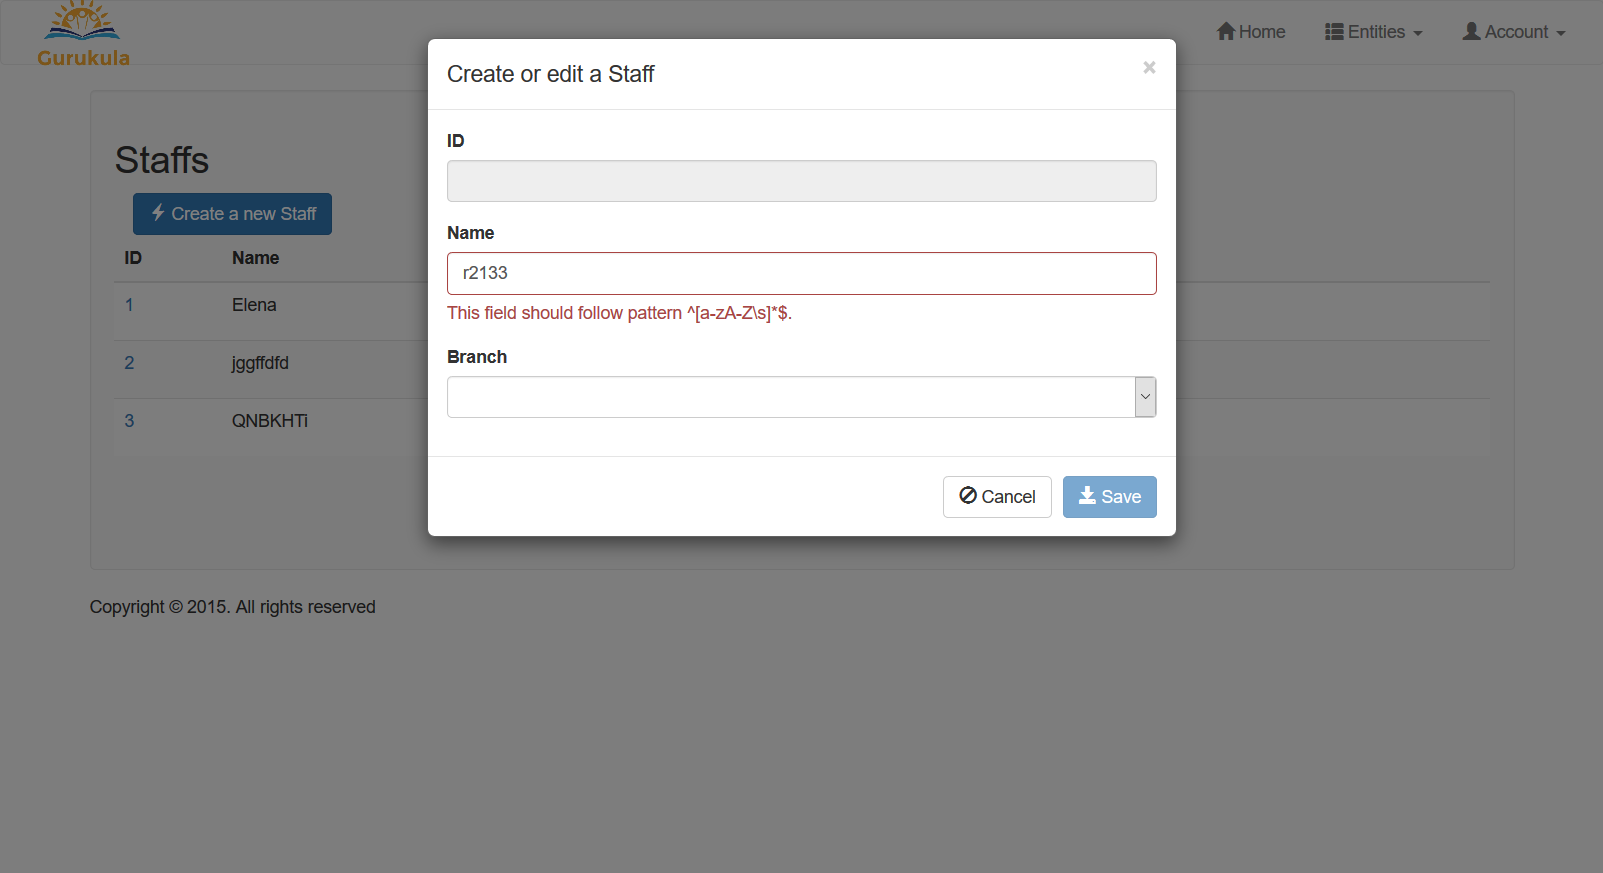 Gurukula
Home Entities Account
Create or edit a Staff ×
ID
Name
r2133
This field should follow pattern ^[a-zA-Z\s]*$.
Branch
Cancel Save
Staffs
Create a new Staff
ID Name
1 Elena
2 jggffdfd
3 QNBKHTi
Copyright © 2015. All rights reserved